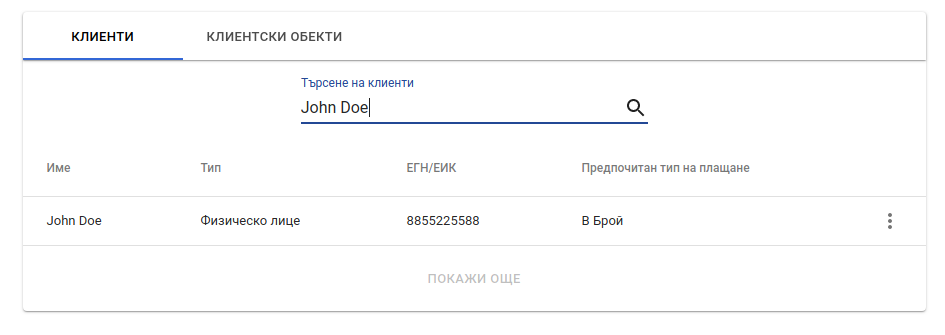 КЛИЕНТИ КЛИЕНТСКИ ОБЕКТИ
Търсене на клиенти
John Doe
Име Тип ЕГН/ЕИК Предпочитан тип на плащане
John Doe Физическо лице 8855225588 В Брой
ПОКАЖИ ОЩЕ